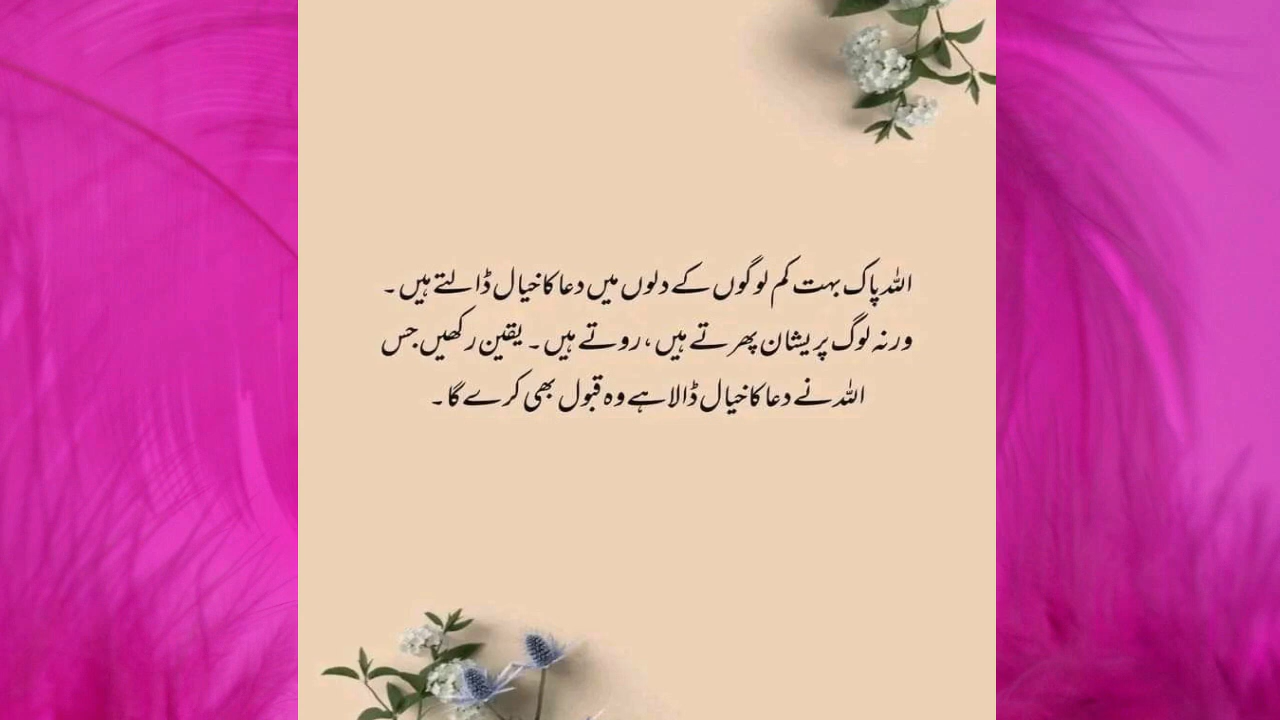 اللہ پاک بہت کم لوگوں کے دلوں میں دعا کا خیال ڈالتے ہیں ۔
ورنہ لوگ پریشان پھرتے ہیں ، روتے ہیں ۔ یقین رکھیں جس
اللہ نے دعا کا خیال ڈالا ہے وہ قبول بھی کرے گا ۔